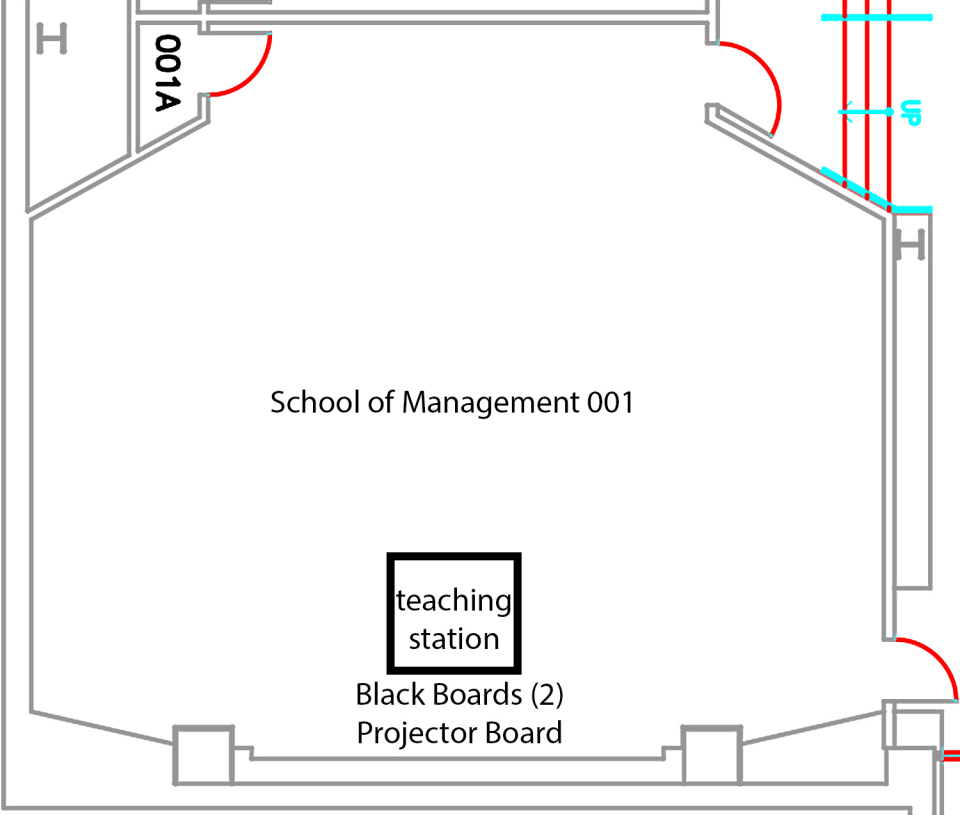 H
001A
UP
H
School of Management 001
teaching
station
Black Boards (2)
Projector Board